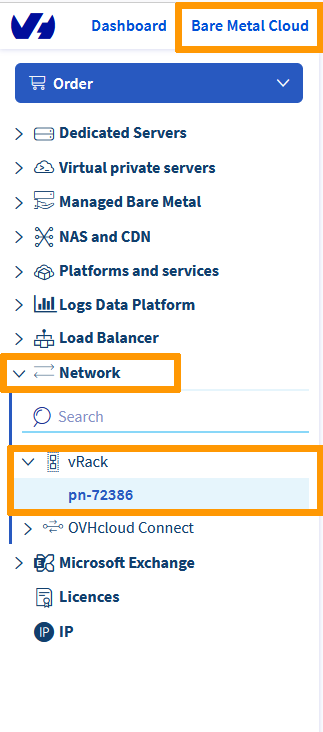 Dashboard Bare Metal Cloud
Order
Dedicated Servers
Virtual private servers
Managed Bare Metal
NAS and CDN
Platforms and services
Logs Data Platform
Load Balancer
Network
Search
vRack
pn-72386
OVHcloud Connect
Microsoft Exchange
Licences
IP IP